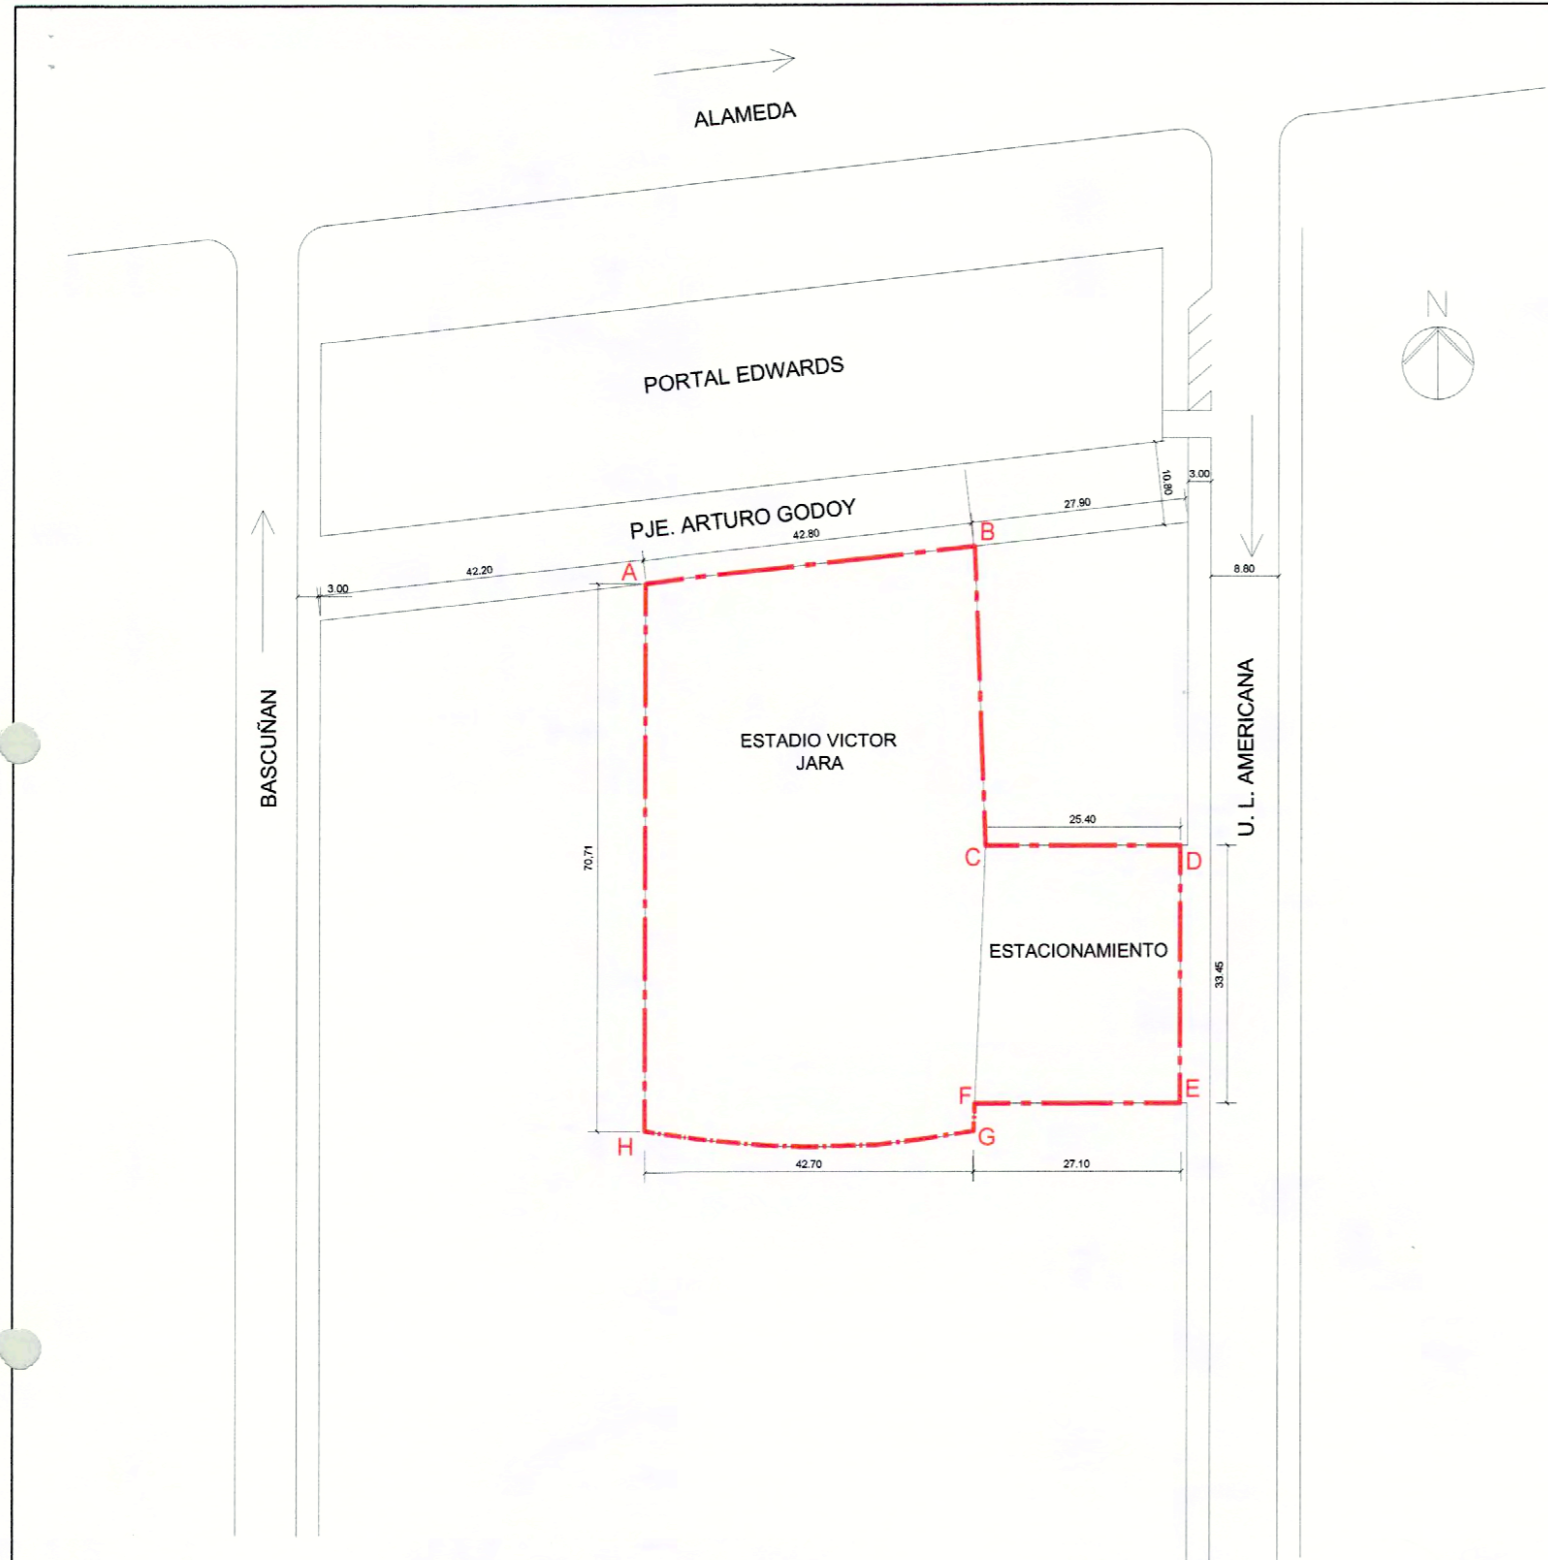 ALAMEDA
N
PORTAL EDWARDS
10.80
3.00
27.90
PJE. ARTURO GODOY
42.80
B
42.20
A
3.00
8.80
BASCUÑAN
ESTADIO VICTOR
JARA
U. L. AMERICANA
25.40
70,71
C
D
ESTACIONAMIENTO
33.45
F
E
H
G
42.70
27.10